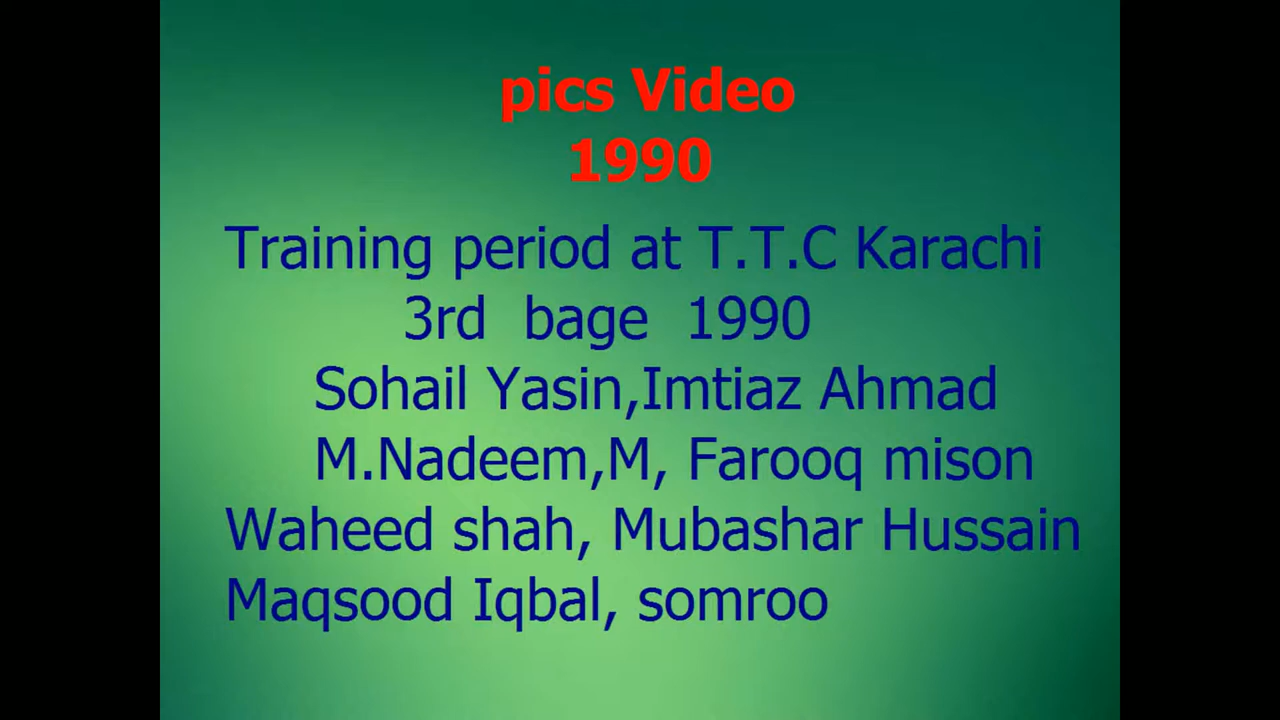 pics Video
1990
Training period at T.T.C Karachi
3rd bage 1990
Sohail Yasin,Imtiaz Ahmad
M.Nadeem,M, Farooq mison
Waheed shah, Mubashar Hussain
Maqsood Iqbal, somroo